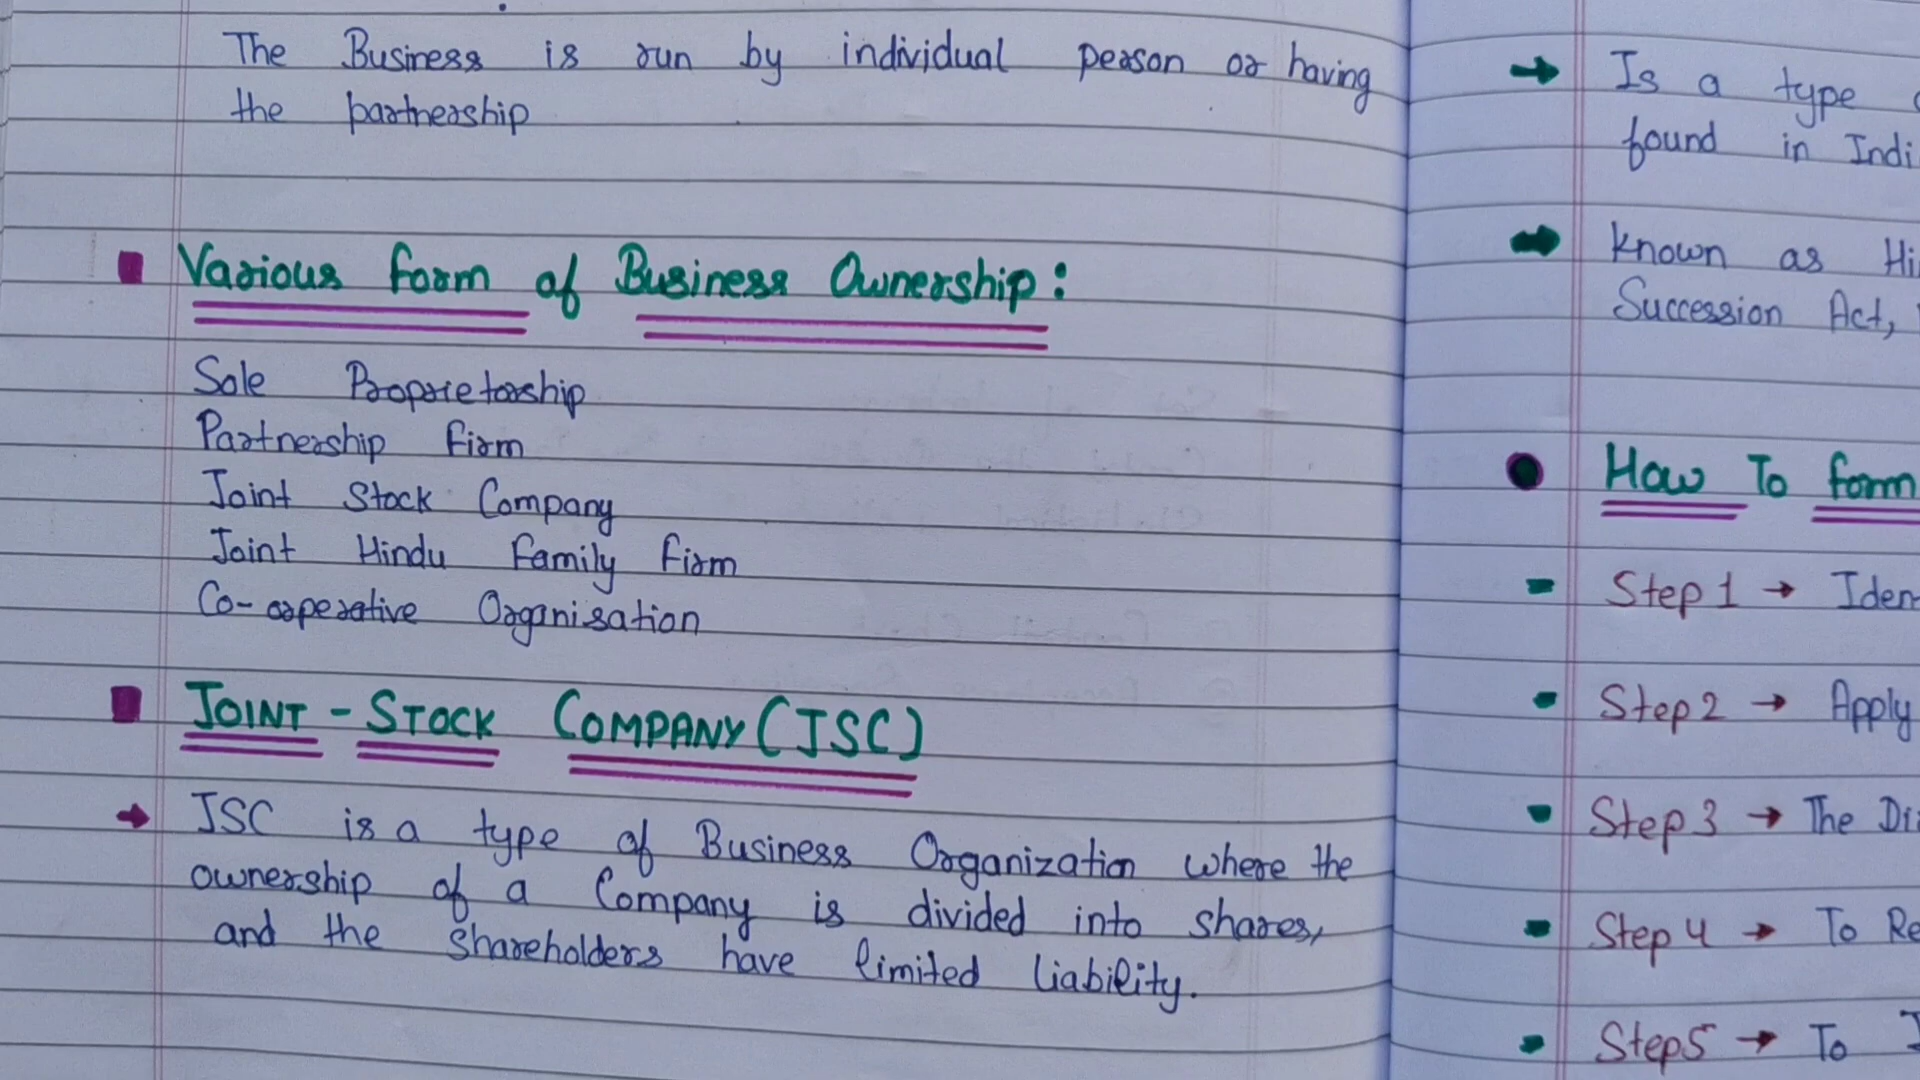 The Business is run by individual person or having
the partnership
Various form of Business Ownership:
Sole Proprietorship
Partnership firm
Joint Stock Company
Joint Hindu family firm
Co-operative Organisation
JOINT - STOCK COMPANY (JSC)
JSC is a type of Business Organization where the
ownership of a Company is divided into shares,
and the shareholders have limited liability.
Is a type
found in Indi
Known as Hi
Succession Act,
How To form
Step 1 → Iden
Step 2 → Apply
Step 3 → The Di
Step 4 → To Re
Step 5 → To